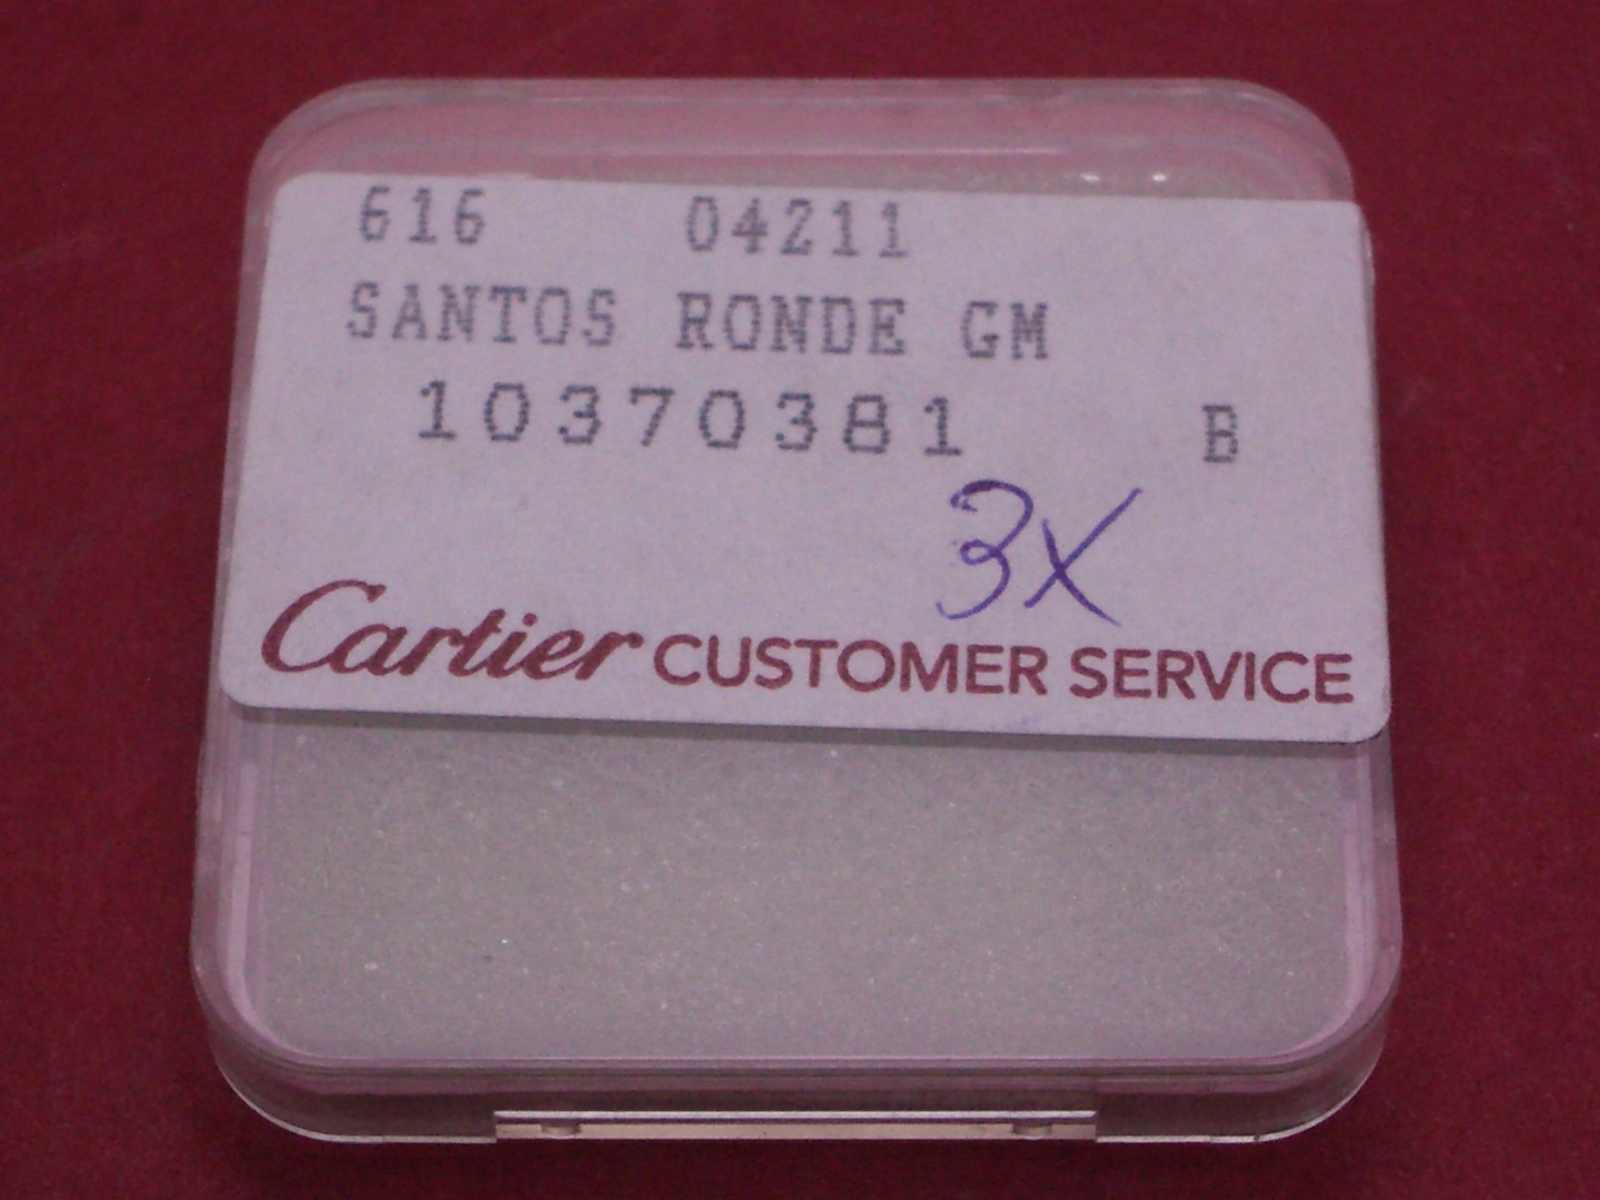 616 04211
SANTOS RONDE GM
10370381 B
3X
Cartier CUSTOMER SERVICE